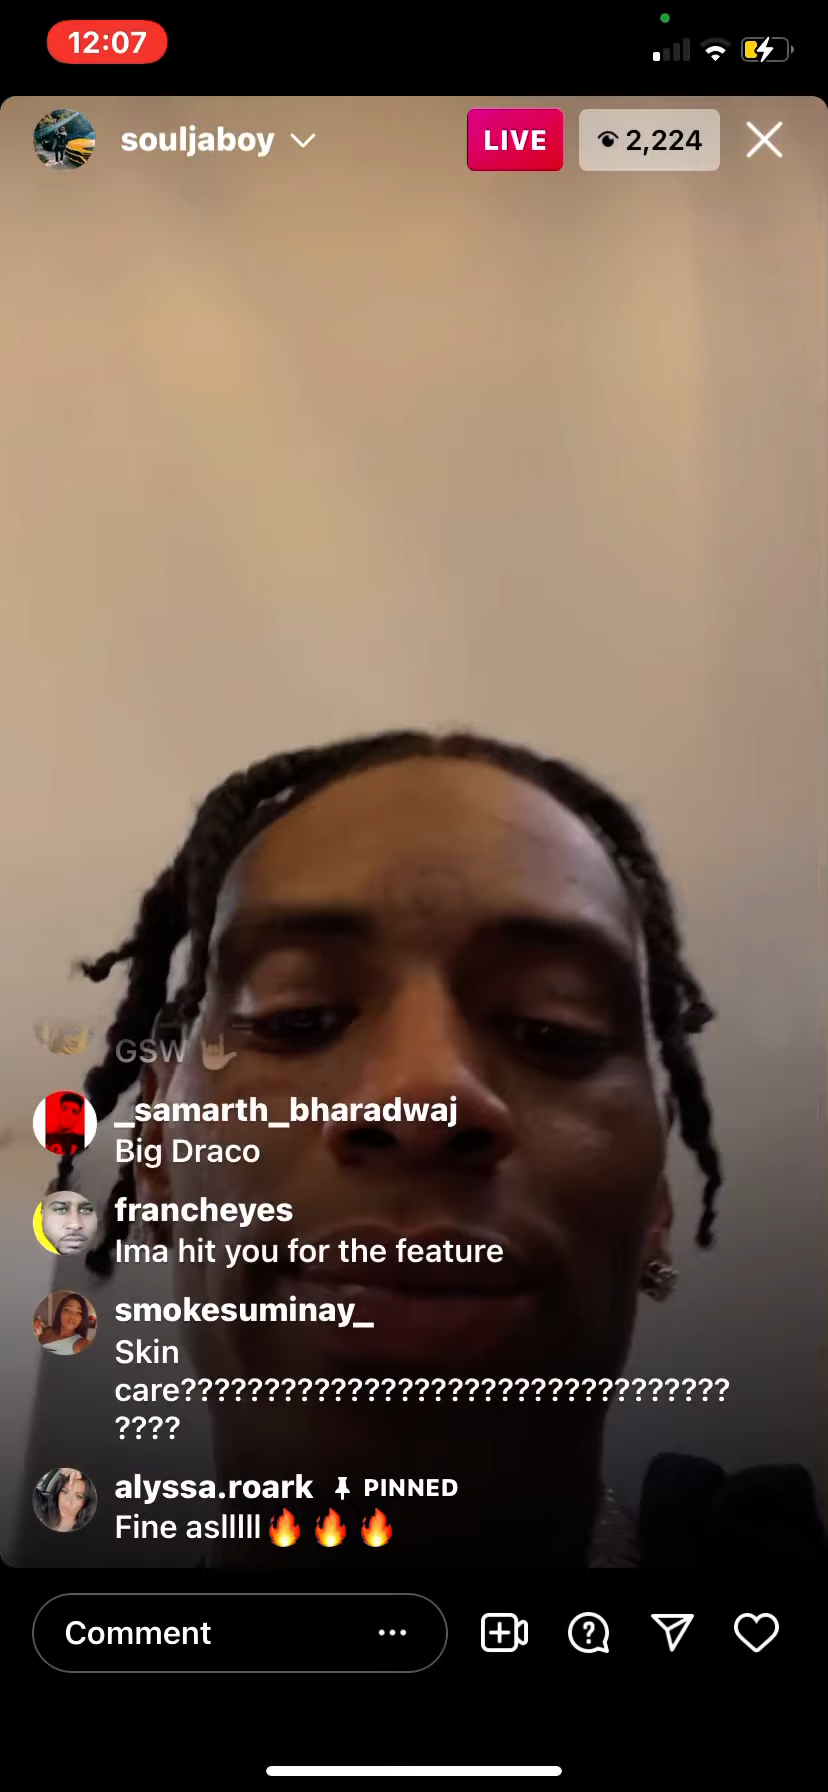 12:07
souljaboy
LIVE
2,224
GSW 🤟🏽
_samarth_bharadwaj
Big Draco
francheyes
Ima hit you for the feature
smokesuminay_
Skin
care?????????????????????????????????
????
alyssa.roark PINNED
Fine aslllll🔥🔥🔥
Comment